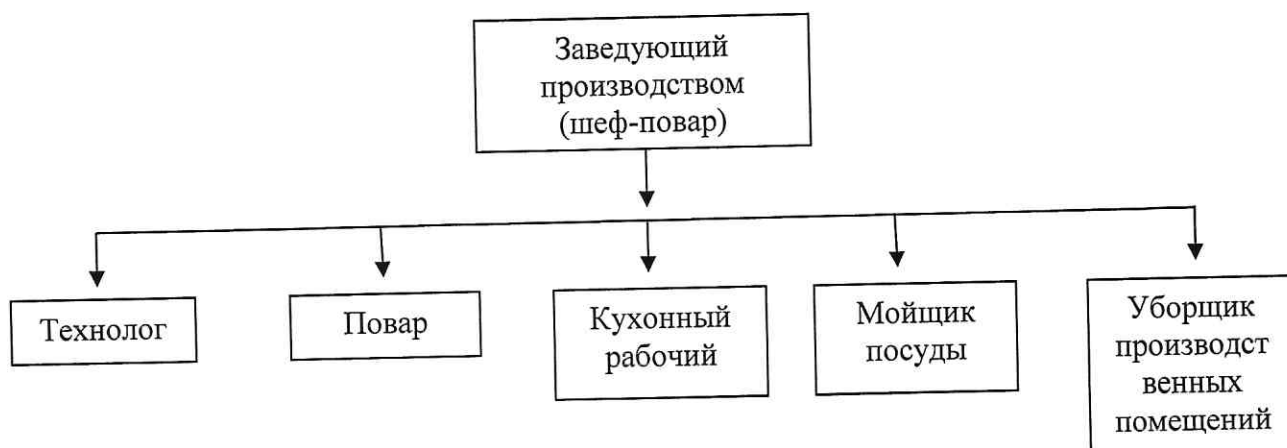 Заведующий
производством
(шеф-повар)
Технолог
Повар
Кухонный
рабочий
Мойщик
посуды
Уборщик
производст
венных
помещений